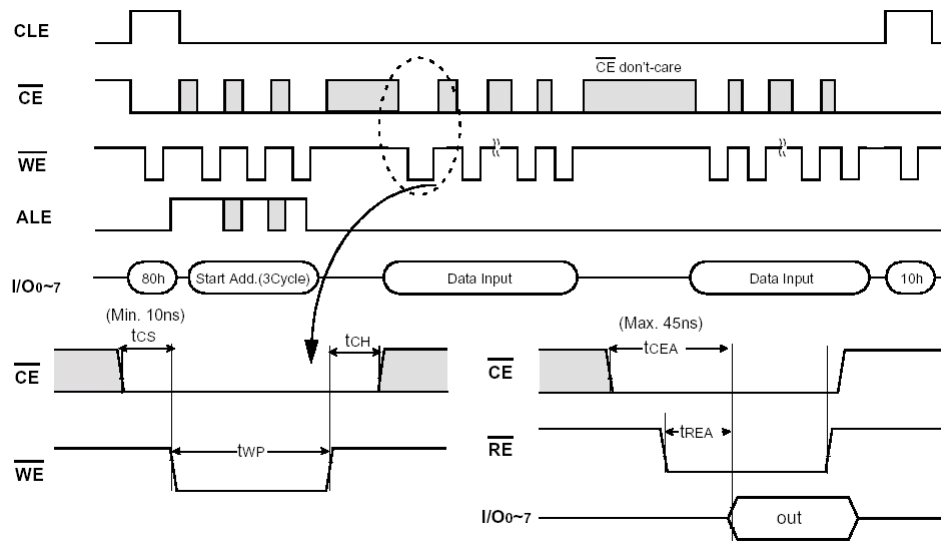 CLE
CE don't-care
CE
WE
ALE
I/O0~7
80h
Start Add.(3Cycle)
Data Input
Data Input
10h
(Min. 10ns)
tCS
tCH
CE
tWP
WE
(Max. 45ns)
tCEA
CE
tREA
RE
I/O0~7
out